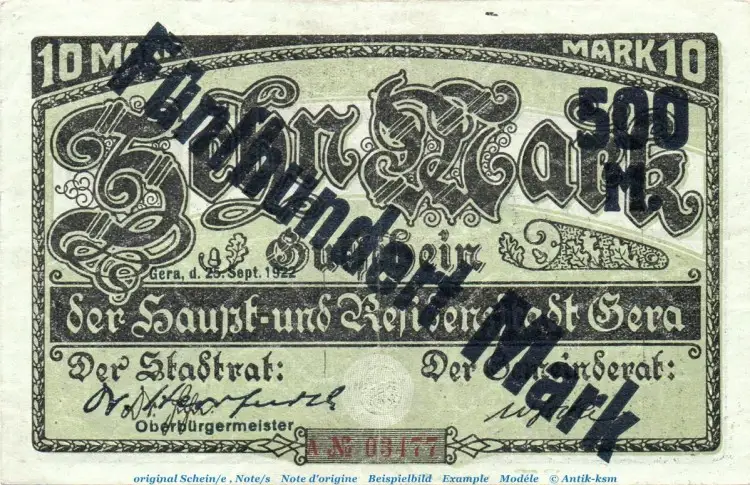 10 MARK
MARK 10
Zehn Mark
500
M.
Fünfhundert Mark
Gutschein
Gera, d. 25. Sept. 1922
der Haupt- und Residenzstadt Gera
Der Stadtrat:
Der Gemeinderat:
Oberbürgermeister
A № 03477
original Schein/e . Note/s Note d'origine Beispielbild Example Modéle © Antik-ksm